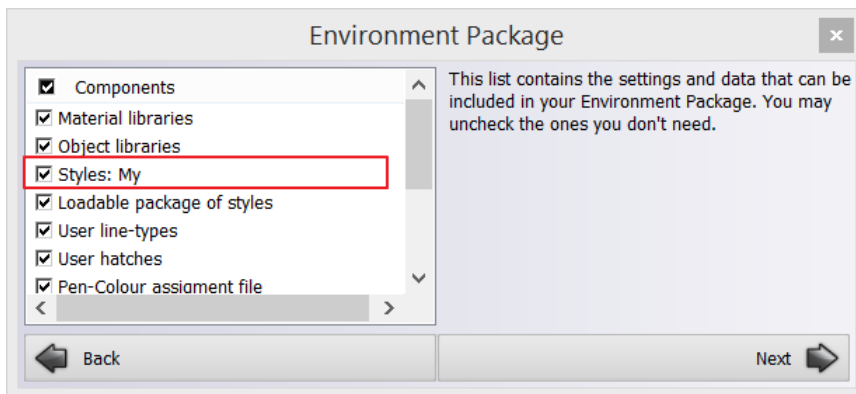 Environment Package
Components
Material libraries
Object libraries
Styles: My
Loadable package of styles
User line-types
User hatches
Pen-Colour assigment file
This list contains the settings and data that can be
included in your Environment Package. You may
uncheck the ones you don't need.
Back
Next